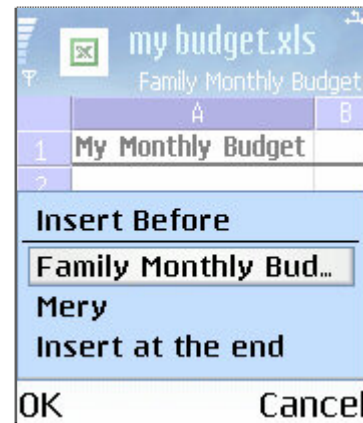 my budget.xls
Family Monthly Budget
A B
1 My Monthly Budget
2
Insert Before
Family Monthly Bud...
Mery
Insert at the end
OK Cancel